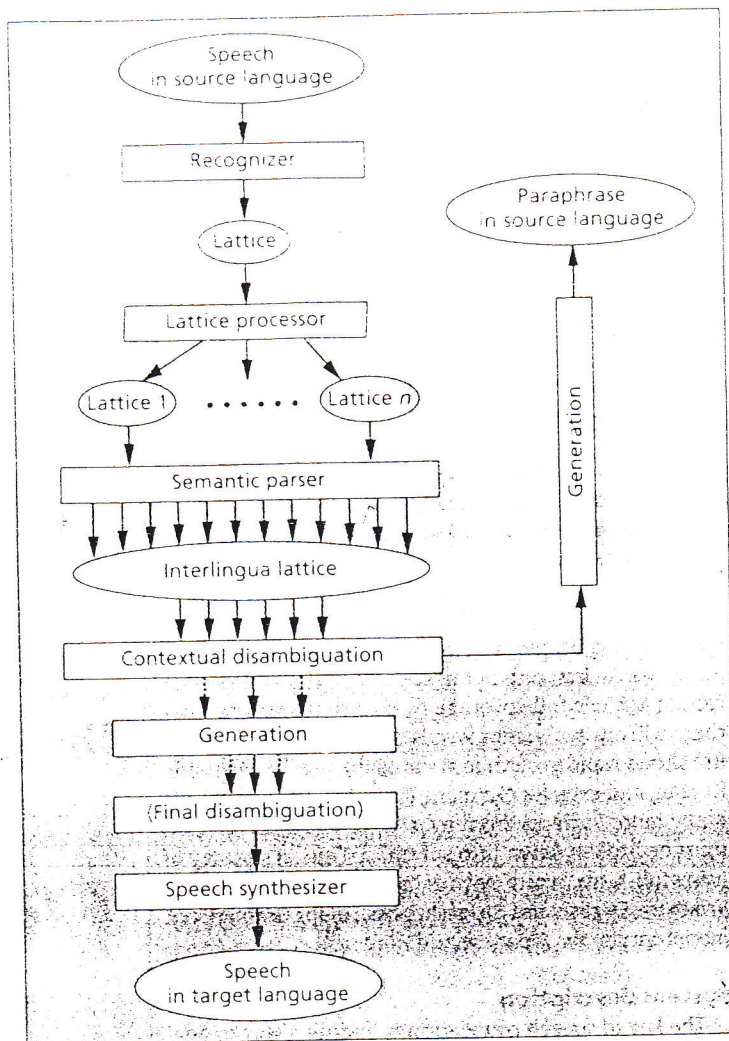 Speech
in source language
Recognizer
Lattice
Lattice processor
Lattice 1
Lattice n
Semantic parser
Interlingua lattice
Contextual disambiguation
Generation
(Final disambiguation)
Speech synthesizer
Speech
in target language
Paraphrase
in source language
Generation